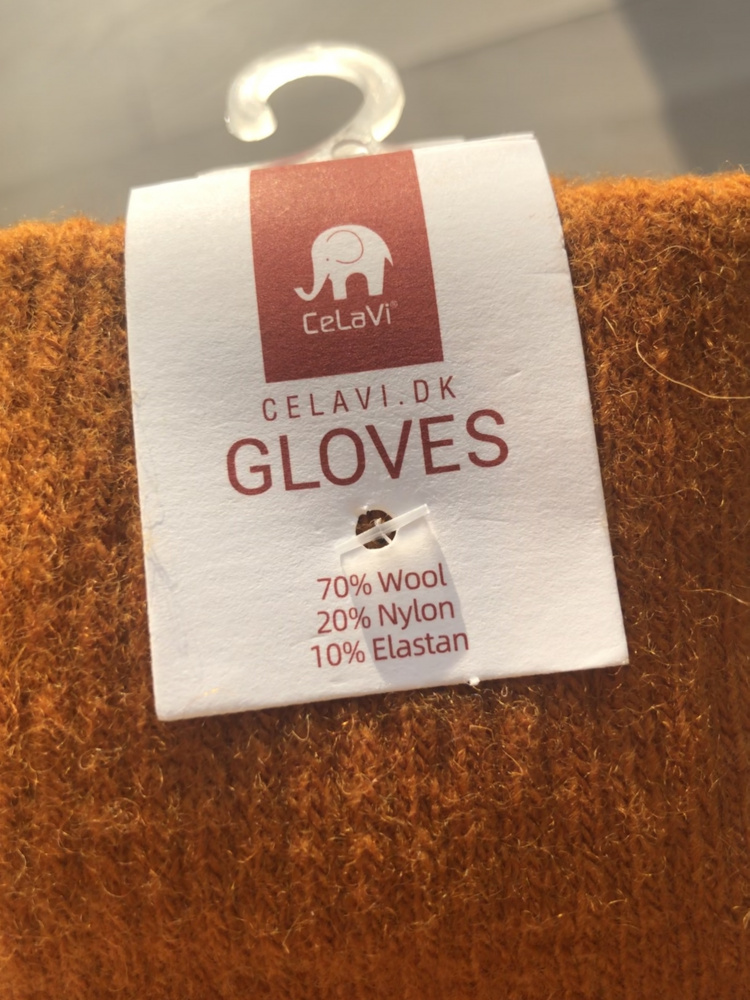 CeLaVi®
CELAVI.DK
GLOVES
70% Wool
20% Nylon
10% Elastan